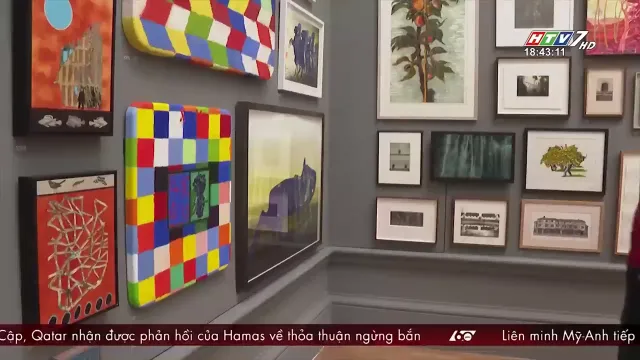 HTV7 HD
18:43:11
Cập, Qatar nhận được phản hồi của Hamas về thỏa thuận ngừng bắn 60 Liên minh Mỹ-Anh tiếp